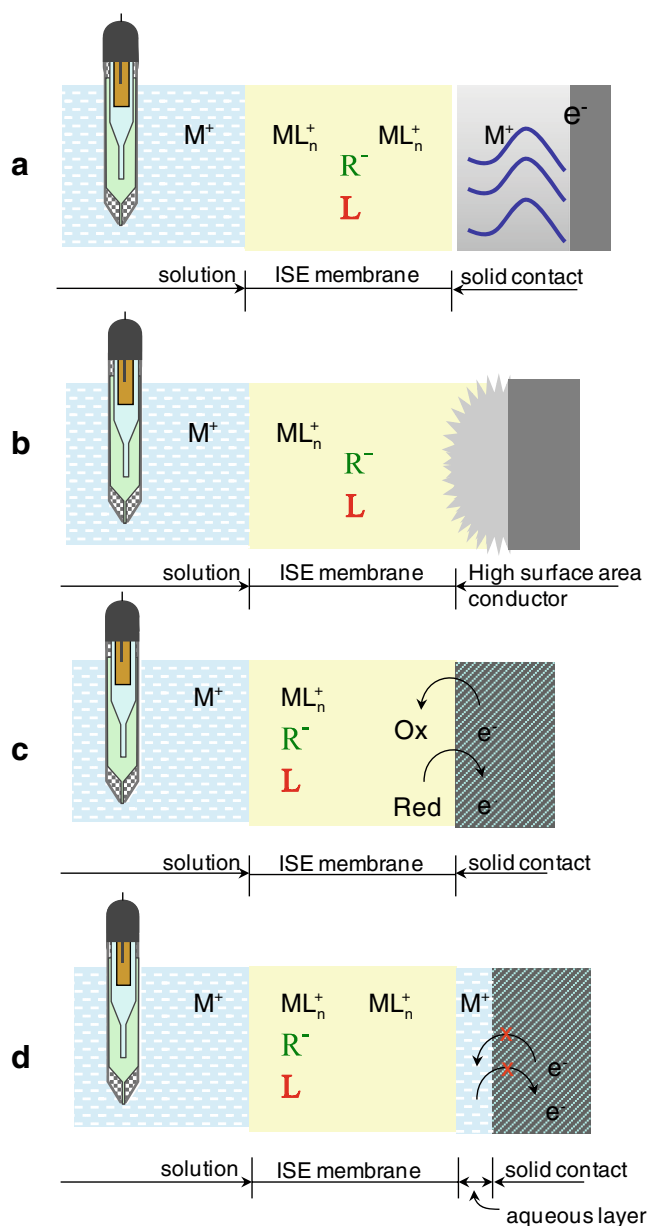 a
M⁺
MLₙ⁺
MLₙ⁺
R⁻
L
M⁺
e⁻
solution
ISE membrane
solid contact
b
M⁺
MLₙ⁺
R⁻
L
solution
ISE membrane
High surface area
conductor
c
M⁺
MLₙ⁺
R⁻
L
Ox
e⁻
Red
e⁻
solution
ISE membrane
solid contact
d
M⁺
MLₙ⁺
MLₙ⁺
M⁺
R⁻
L
x
x
e⁻
e⁻
solution
ISE membrane
solid contact
aqueous layer